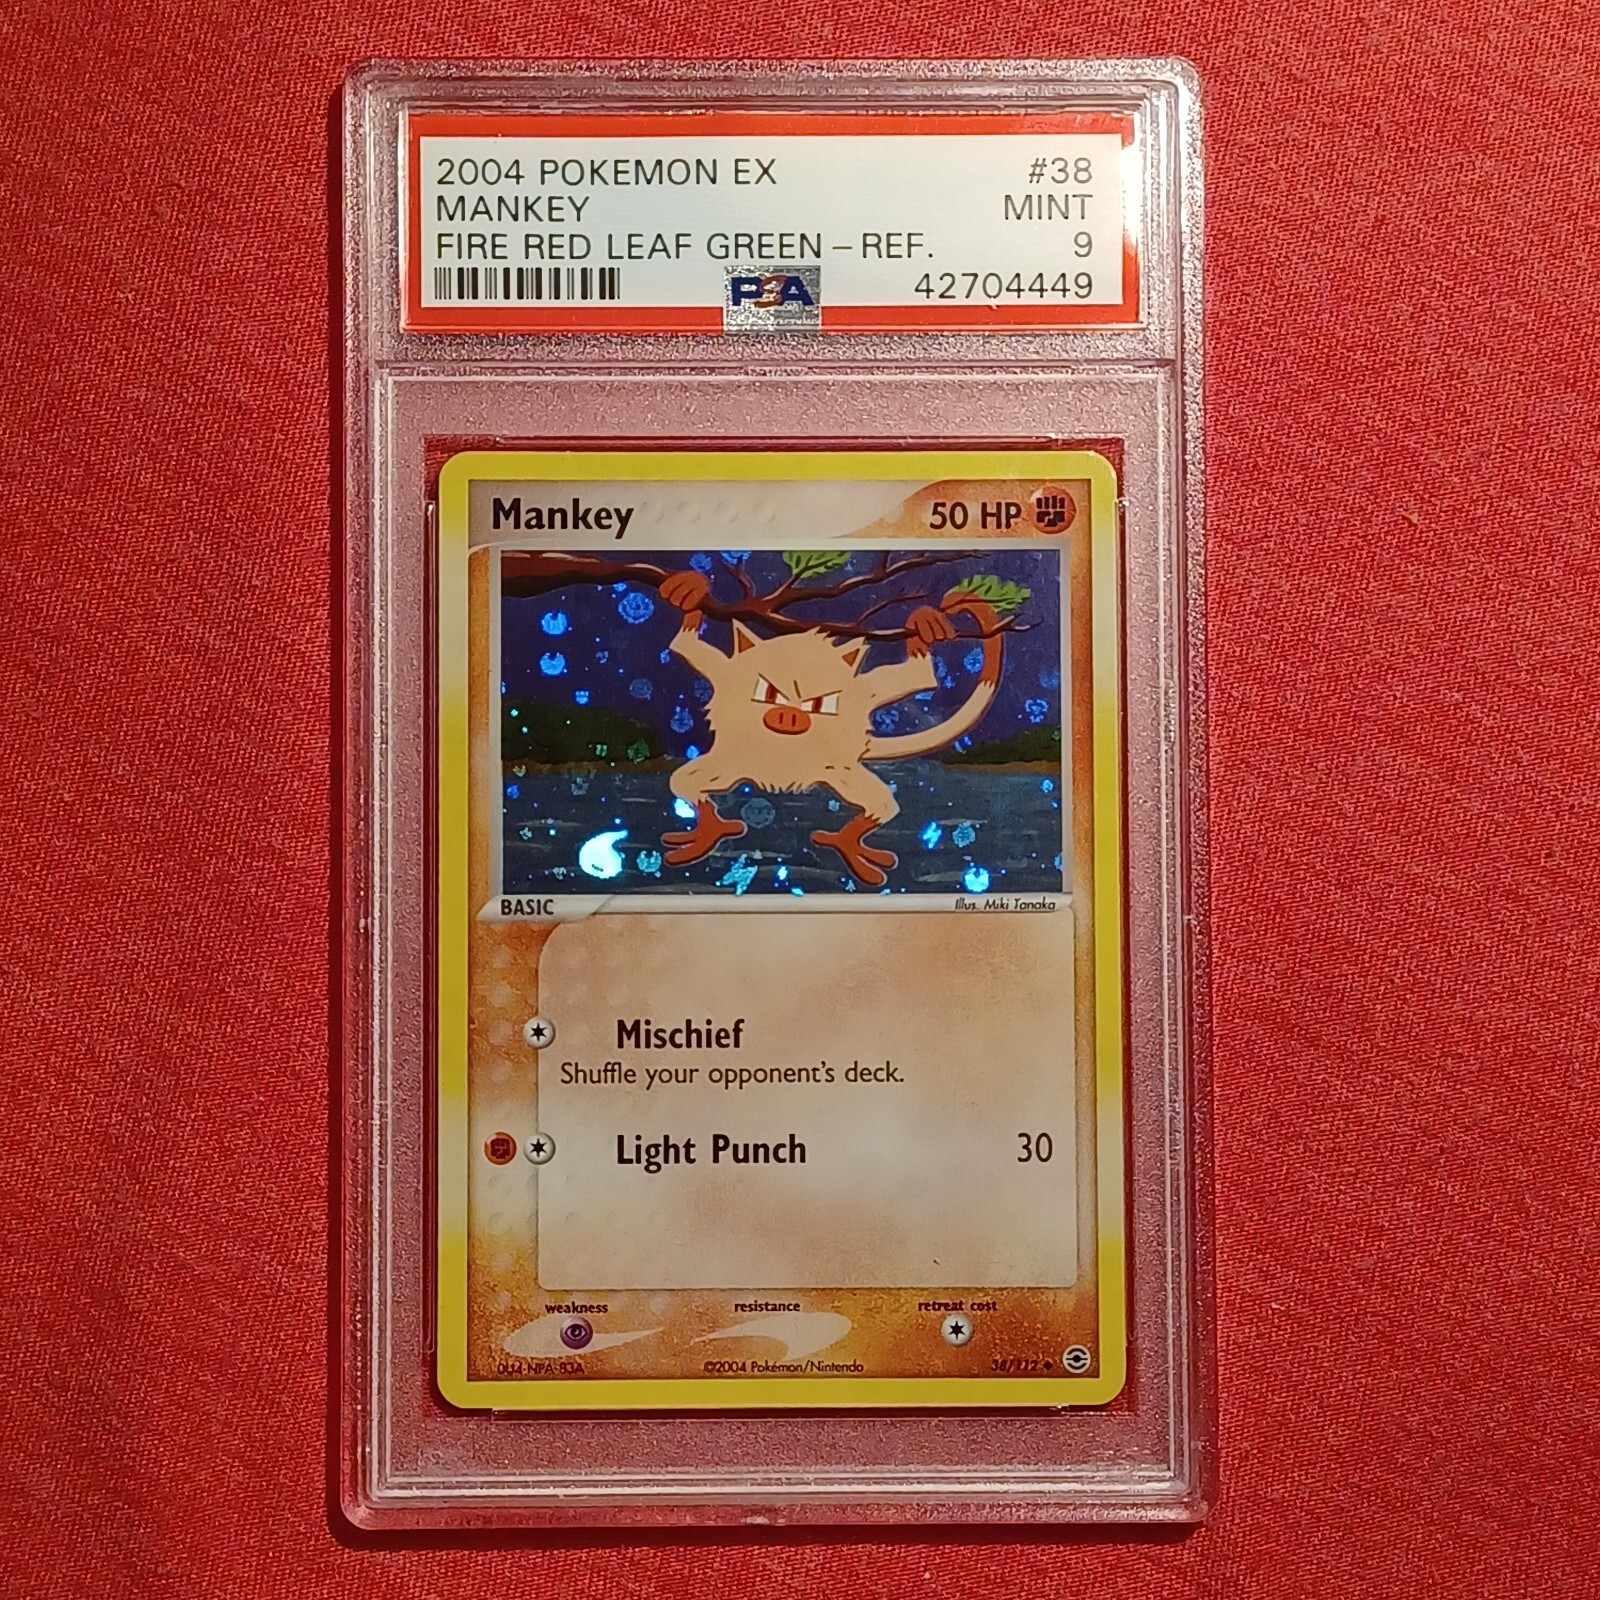 2004 POKEMON EX #38
MANKEY MINT
FIRE RED LEAF GREEN - REF. 9
PSA 42704449
Mankey 50 HP
BASIC Illus. Miki Tanaka
Mischief
Shuffle your opponent's deck.
Light Punch 30
weakness resistance retreat cost
©2004 Pokémon/Nintendo 38/112